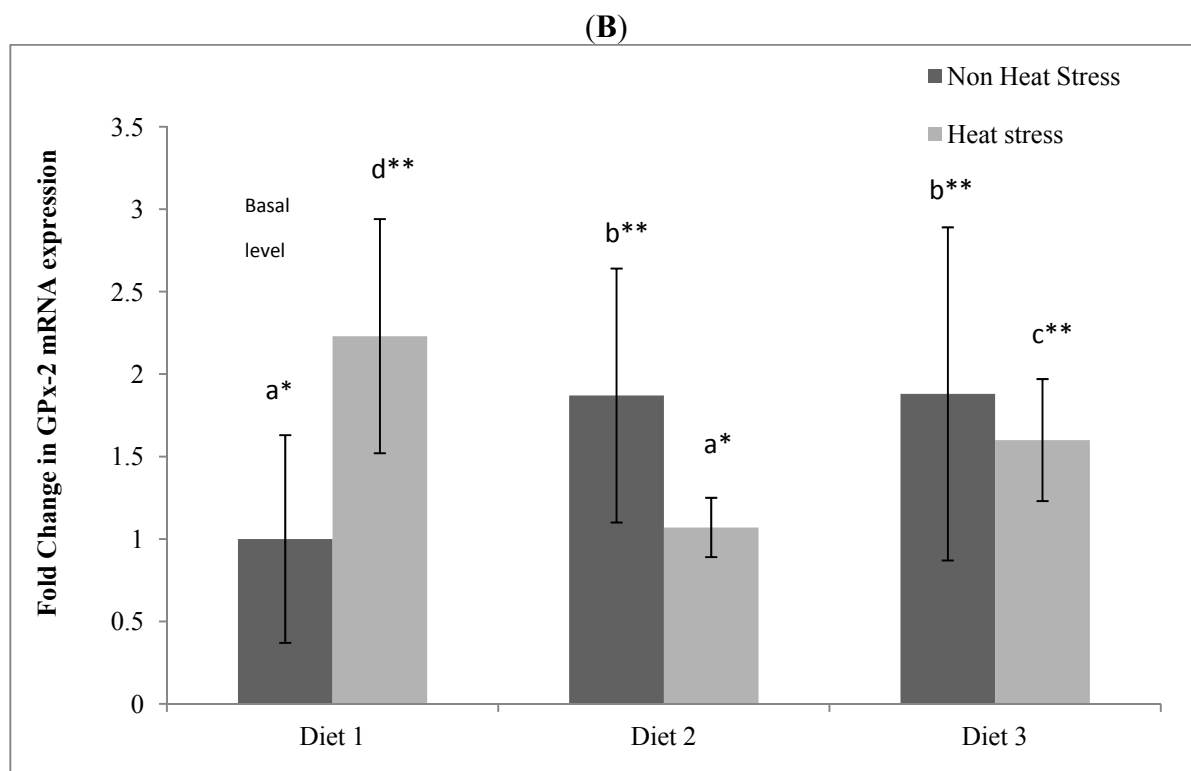 (B)
Non Heat Stress
Heat stress
Fold Change in GPx-2 mRNA expression
3.5
3
2.5
2
1.5
1
0.5
0
Basal
level
a*
d**
b**
a*
b**
c**
Diet 1
Diet 2
Diet 3